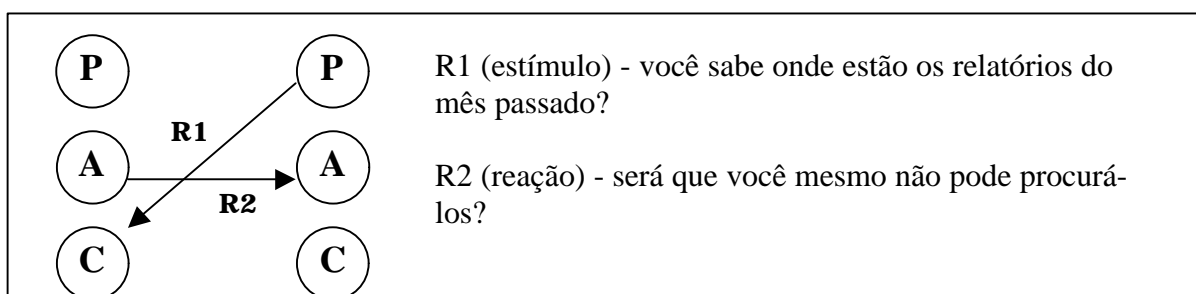 P P
R1 (estímulo) - você sabe onde estão os relatórios do
mês passado?
R1
A A
R2 (reação) - será que você mesmo não pode procurá-
los?
R2
C C